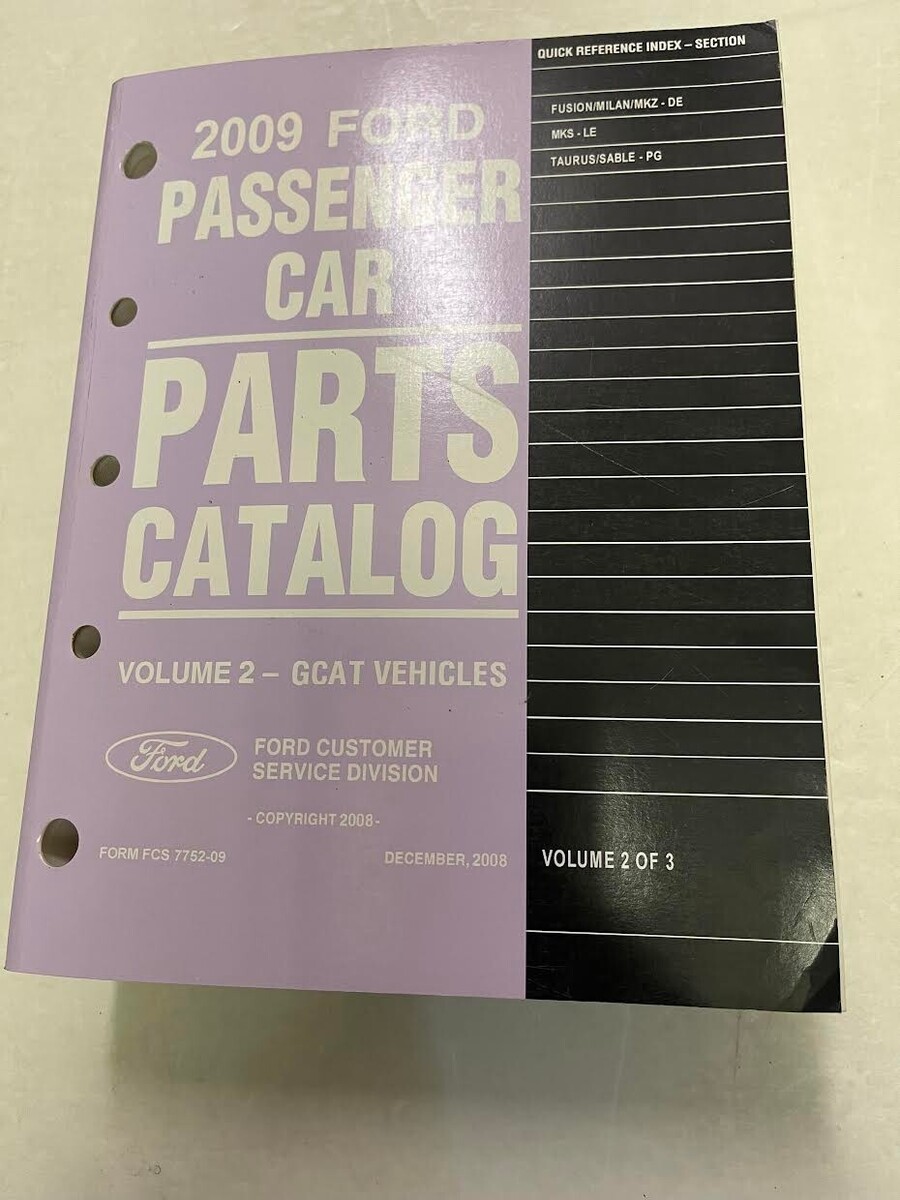 2009 FORD
PASSENGER
CAR
PARTS
CATALOG
VOLUME 2 – GCAT VEHICLES
Ford
FORD CUSTOMER
SERVICE DIVISION
- COPYRIGHT 2008-
FORM FCS 7752-09
DECEMBER, 2008
QUICK REFERENCE INDEX – SECTION
FUSION/MILAN/MKZ - DE
MKS - LE
TAURUS/SABLE - PG
VOLUME 2 OF 3